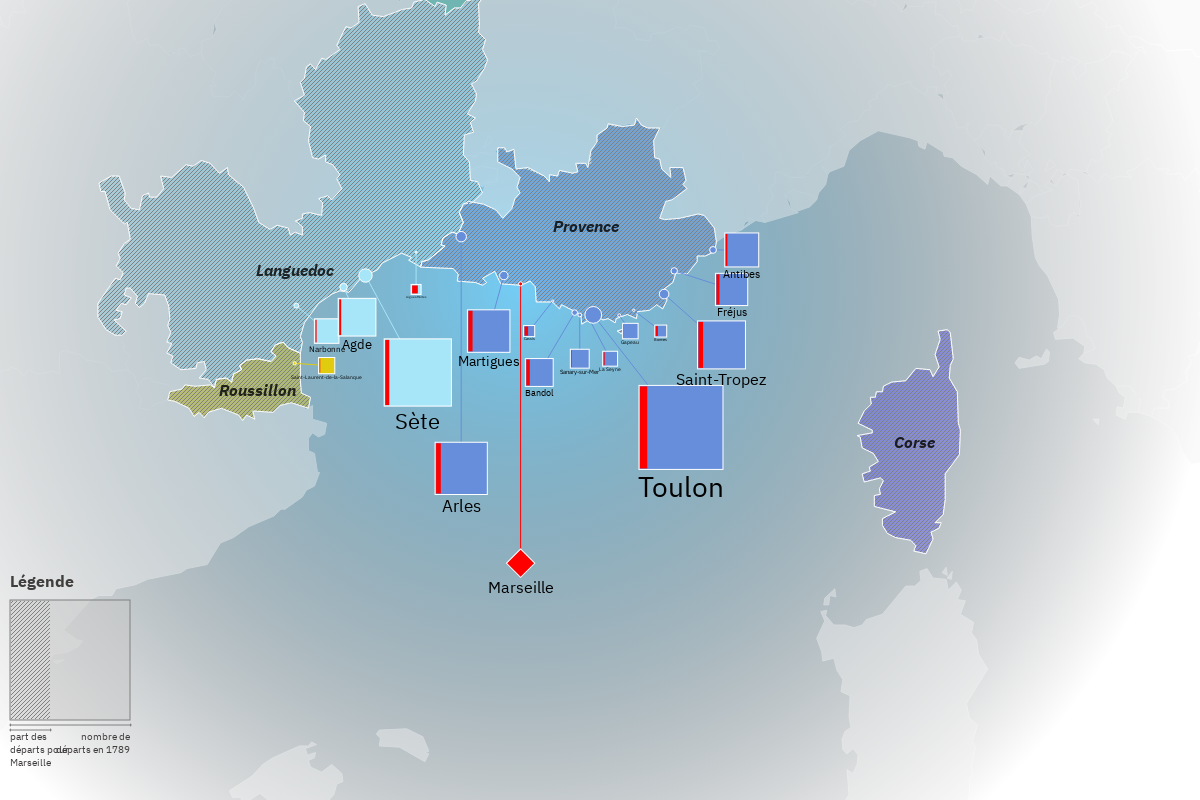 Provence
Languedoc
Antibes
Fréjus
Narbonne
Agde
Martigues
Gapeau
Saint-Laurent-de-la-Salanque
Sanary-sur-Mer
La Seyne
Saint-Tropez
Roussillon
Bandol
Sète
Corse
Toulon
Arles
Marseille
Légende
part des
départs pour
Marseille
nombre de
départs en 1789